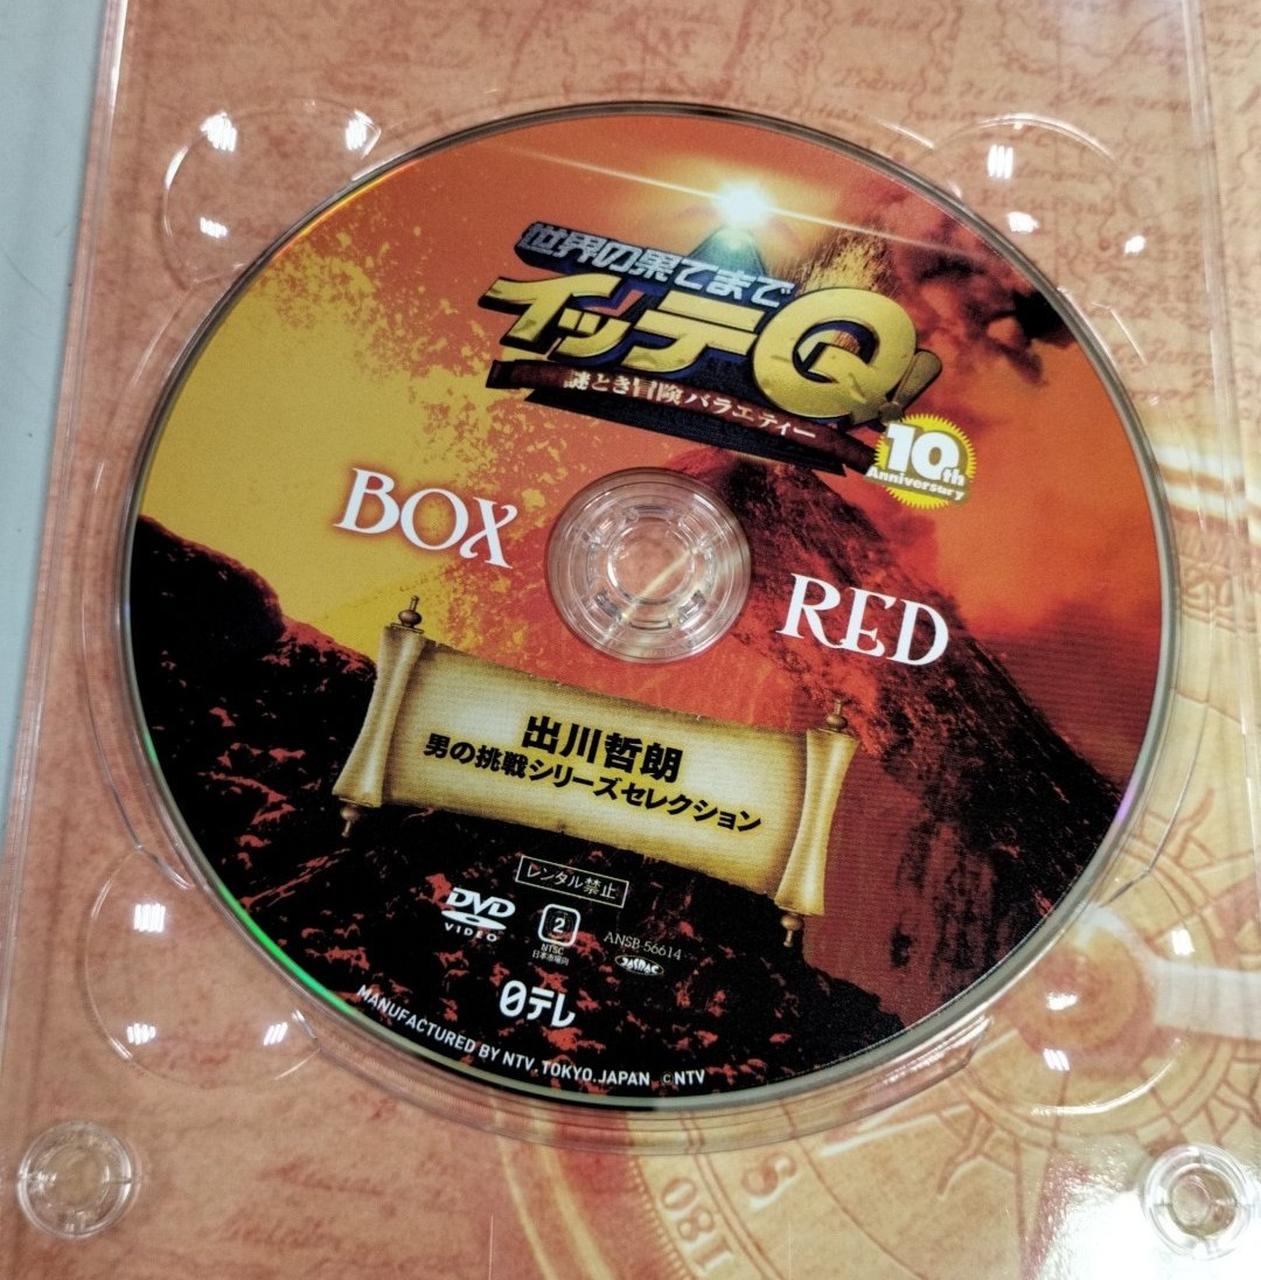 世界の果てまで
イッテQ!
謎とき冒険バラエティー
10th
Anniversary
BOX
RED
出川哲朗
男の挑戦シリーズセレクション
レンタル禁止
DVD
VIDEO
2
NTSC
日本市場向
ANSB-56614
JASRAC
日テレ
MANUFACTURED BY NTV, TOKYO.JAPAN ©NTV
S
180